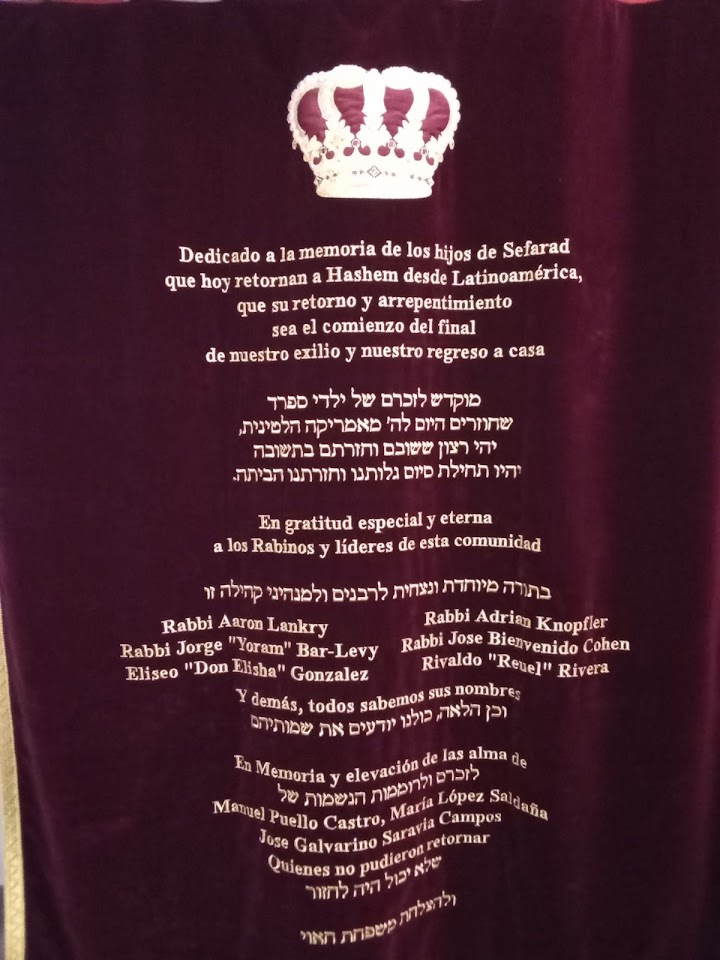 Dedicado a la memoria de los hijos de Sefarad
que hoy retornan a Hashem desde Latinoamérica,
que su retorno y arrepentimiento
sea el comienzo del final
de nuestro exilio y nuestro regreso a casa
מוקדש לזכרם של ילדי ספרד
שחוזרים היום לה' מאמריקה הלטינית,
יהי רצון ששובם וחזרתם בתשובה
יהיו תחילת סיום גלותנו וחזרתנו הביתה.
En gratitud especial y eterna
a los Rabinos y líderes de esta comunidad
בתורה מיוחדת ונצחית לרבנים ולמנהיגי קהילה זו
Rabbi Aaron Lankry Rabbi Adrian Knopfler
Rabbi Jorge "Yoram" Bar-Levy Rabbi Jose Bienvenido Cohen
Eliseo "Don Elisha" Gonzalez Rivaldo "Reuel" Rivera
Y demás, todos sabemos sus nombres
וכן הלאה, כולנו יודעים את שמותיהם
En Memoria y elevación de las alma de
לזכרם ולרוממות הנשמות של
Manuel Puello Castro, María López Saldaña
Jose Galvarino Saravia Campos
Quienes no pudieron retornar
שלא יכול היה לחזור
ולהצלחת משפחת חאוי